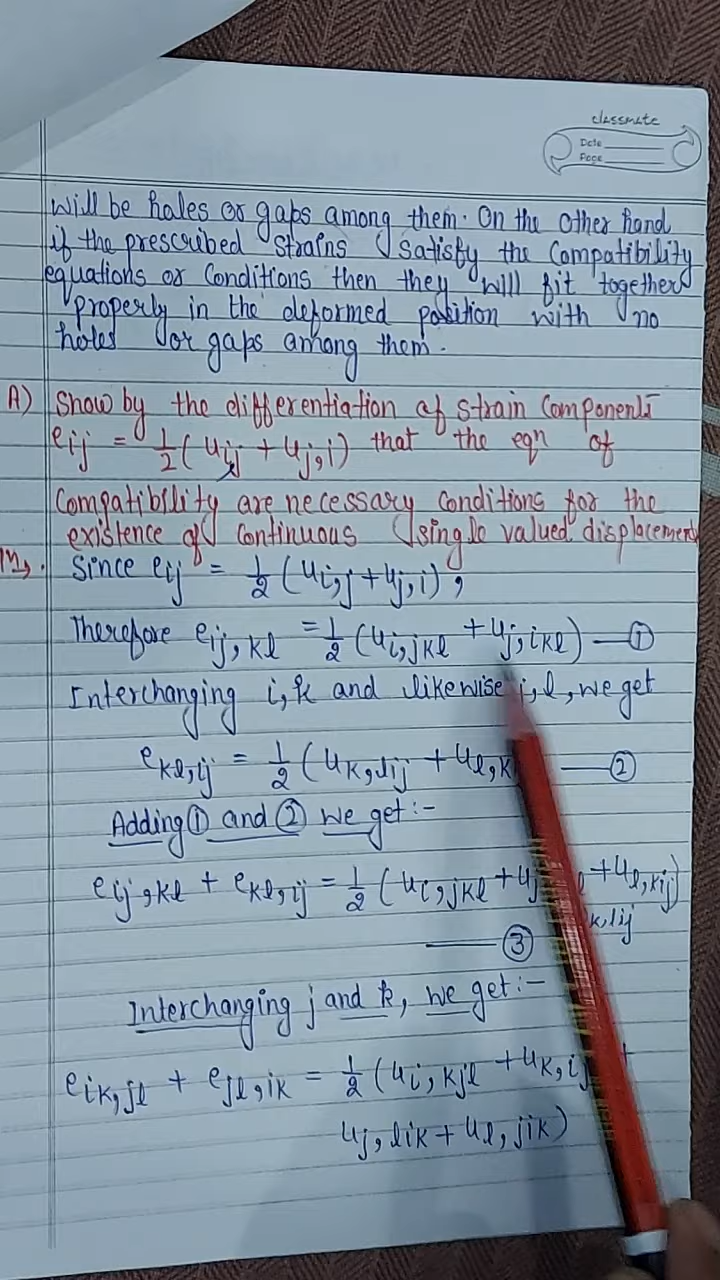 classmate
Date
Page
will be holes or gaps among them. On the other hand
if the prescribed strains satisfy the compatibility
equations or conditions then they will fit together
properly in the deformed position with no
holes or gaps among them.
A) Show by the differentiation of strain components
eij = 1/2 (ui,j + uj,i) that the eqn of
Compatibility are necessary conditions for the
existence of continuous single valued displacement
Since eij = 1/2 (ui,j + uj,i),
Therefore eij,kl = 1/2 (ui,jkl + uj,ikl) — ①
Interchanging i,k and likewise j,l, we get
ekl,ij = 1/2 (uk,lij + ul,k — ②
Adding ① and ② we get:-
eij,kl + ekl,ij = 1/2 (ui,jkl + uj + ul,kij)
k,lij
— ③
Interchanging j and k, we get:-
eik,jl + ejl,ik = 1/2 (ui,kjl + uk,ij +
uj,lik + ul,jik)